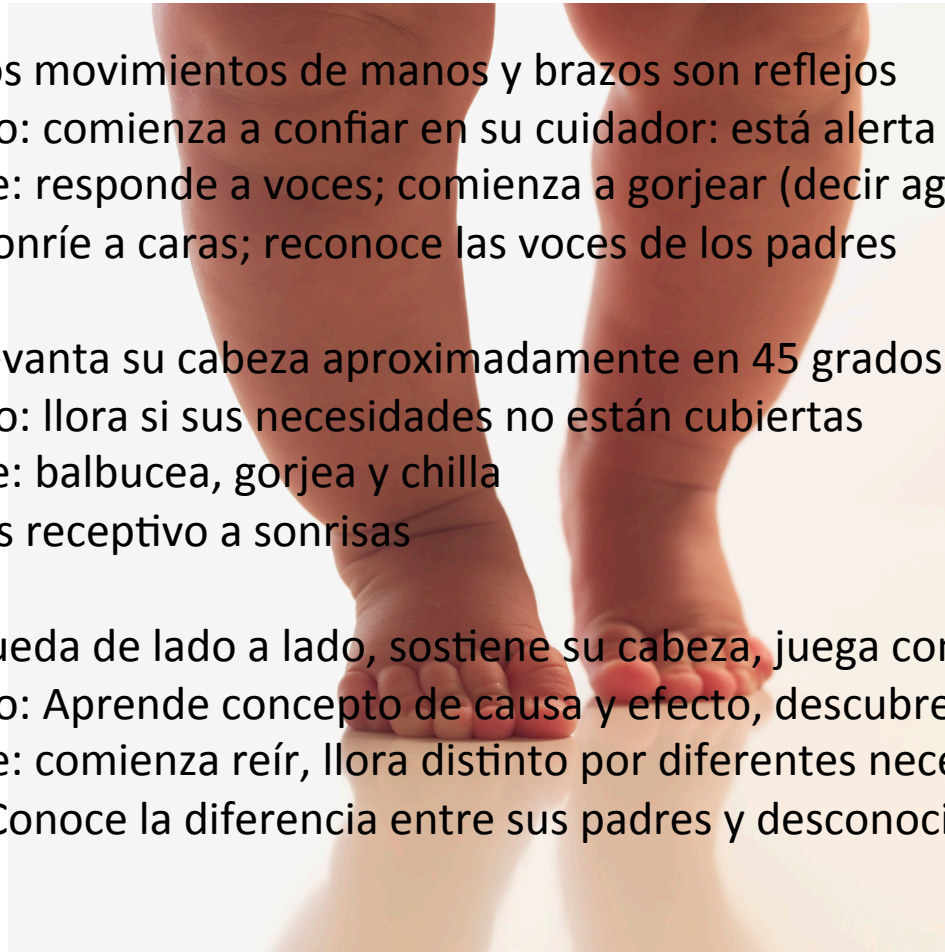 os movimientos de manos y brazos son reflejos
o: comienza a confiar en su cuidador: está alerta
e: responde a voces; comienza a gorjear (decir ag
onríe a caras; reconoce las voces de los padres
evanta su cabeza aproximadamente en 45 grados
o: llora si sus necesidades no están cubiertas
e: balbucea, gorjea y chilla
s receptivo a sonrisas
ueda de lado a lado, sostiene su cabeza, juega con
o: Aprende concepto de causa y efecto, descubre
e: comienza reír, llora distinto por diferentes nece
Conoce la diferencia entre sus padres y desconoci